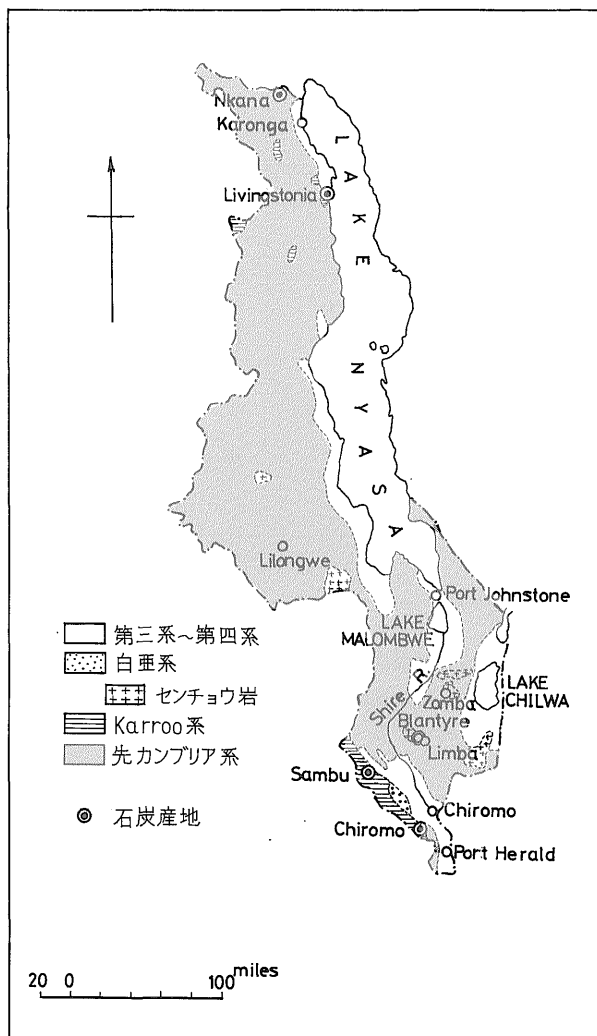 Nkana
Karonga
Livingstonia
LAKE NYASA
Lilongwe
Port Johnstone
LAKE
MALOMBWE
Shire R.
Zomba
LAKE
CHILWA
Blantyre
Limba
Sambu
Chiromo
Chiromo
Port Herald
第三系～第四系
白亜系
センチョウ岩
Karroo系
先カンブリア系
石炭産地
20 0 100 miles